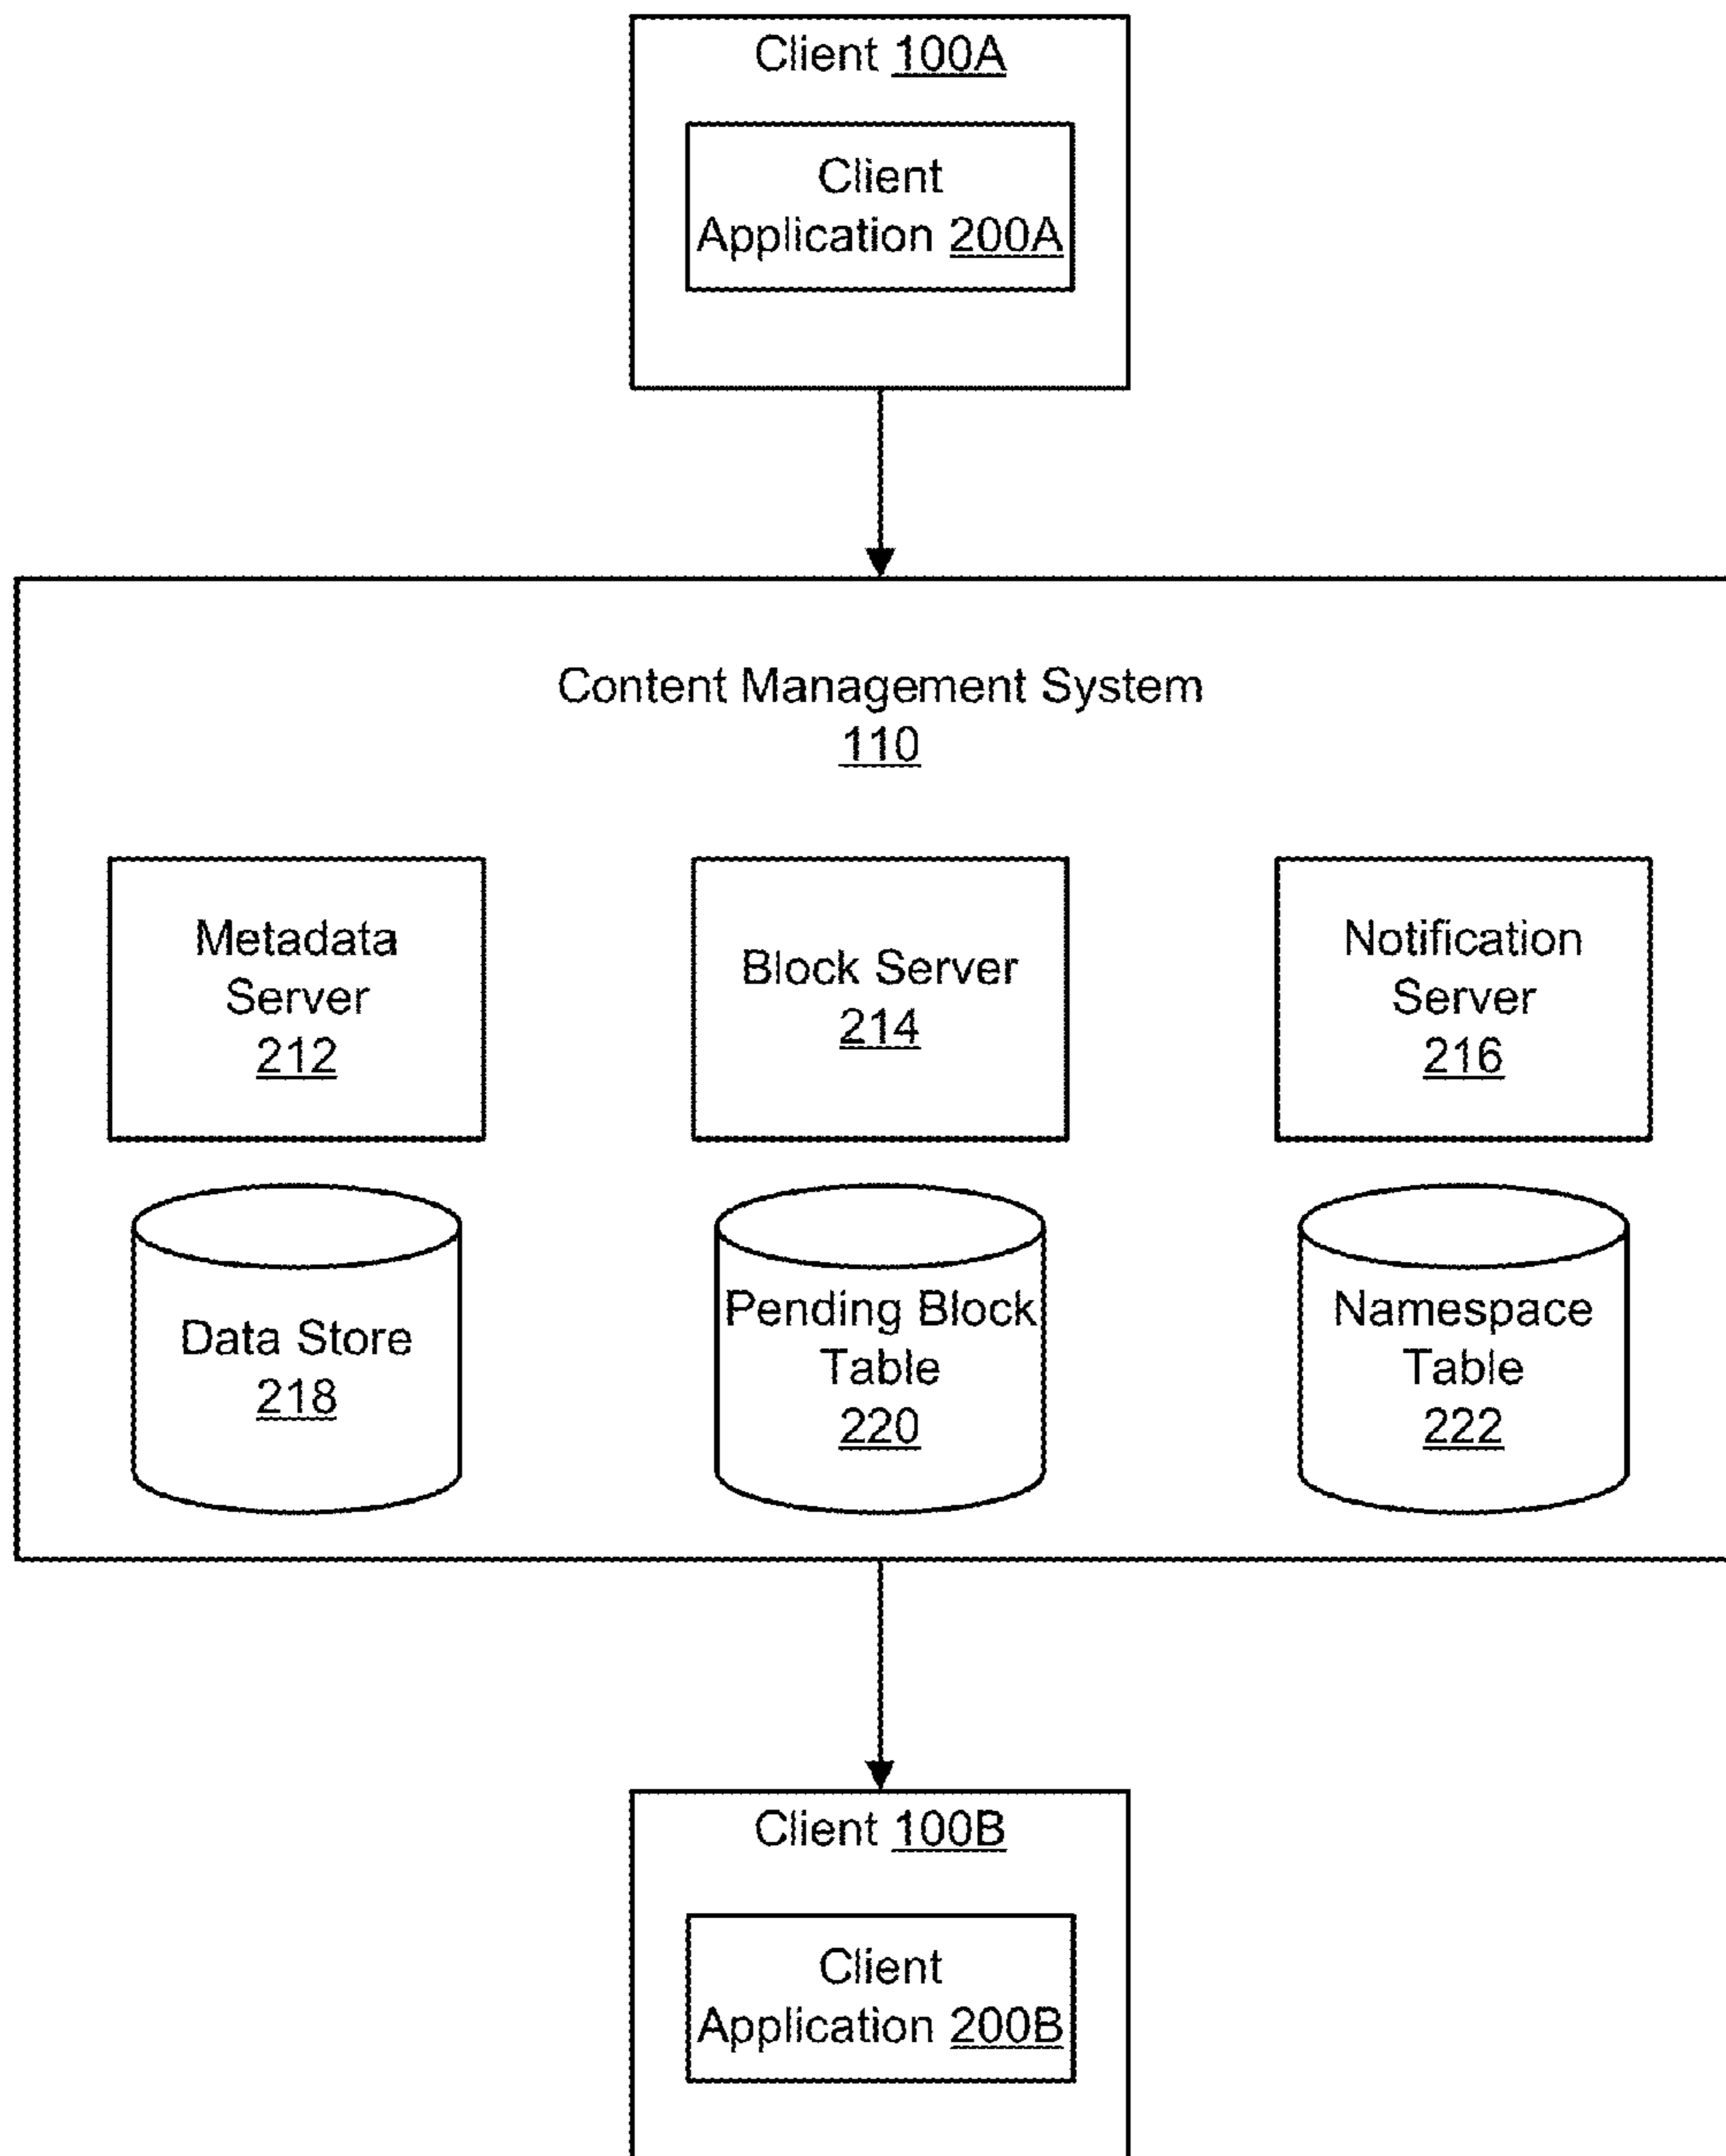 Client 100A
Client
Application 200A
Content Management System
110
Metadata
Server
212
Block Server
214
Notification
Server
216
Data Store
218
Pending Block
Table
220
Namespace
Table
222
Client 100B
Client
Application 200B